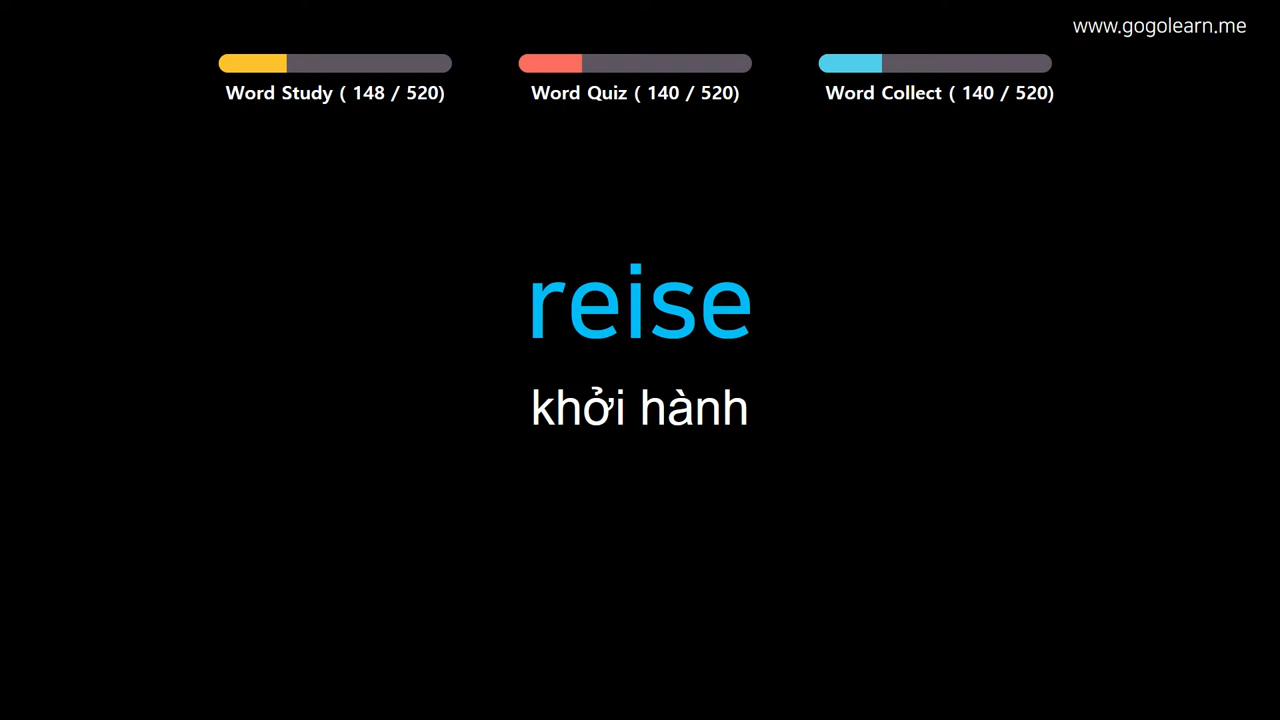 www.gogolearn.me
Word Study ( 148 / 520)
Word Quiz ( 140 / 520)
Word Collect ( 140 / 520)
reise
khởi hành